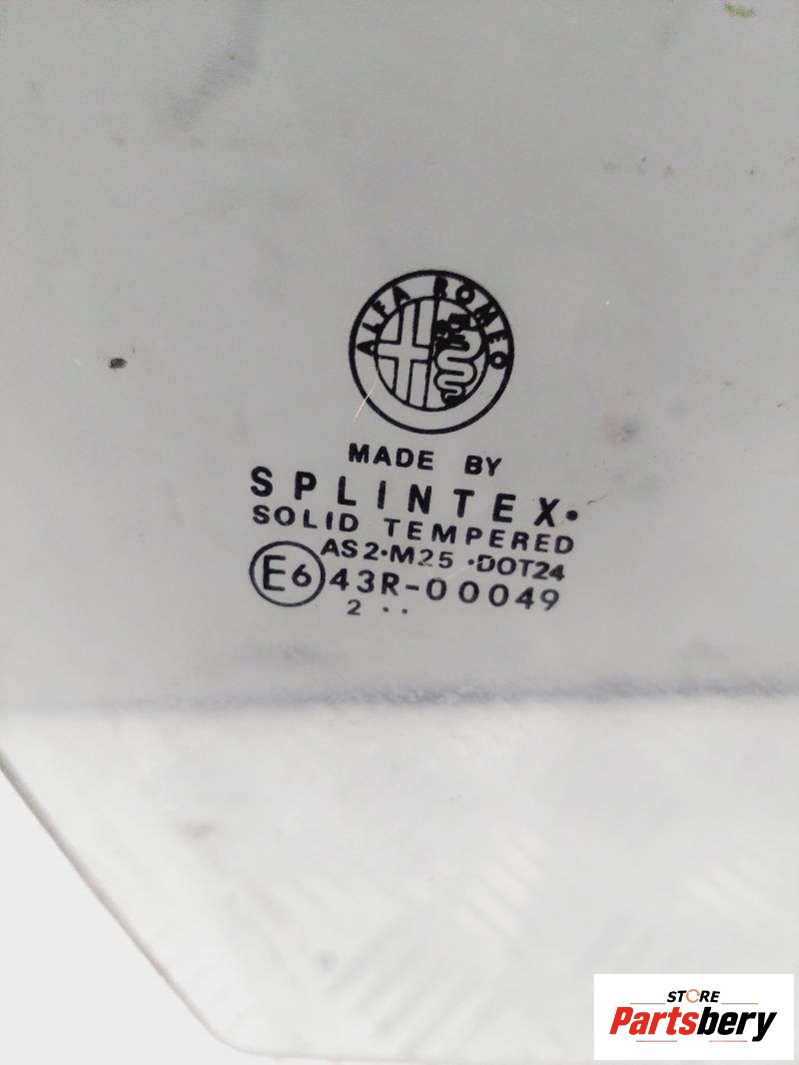 ALFA ROMEO
MADE BY
SPLINTEX•
SOLID TEMPERED
AS2•M25 •DOT24
E6 43R-00049
2 ..
STORE
Partsbery